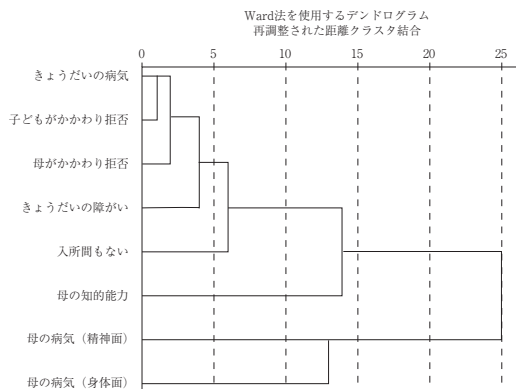 Ward法を使用するデンドログラム
再調整された距離クラスタ結合
0 5 10 15 20 25
きょうだいの病気
子どもがかかわり拒否
母がかかわり拒否
きょうだいの障がい
入所間もない
母の知的能力
母の病気（精神面）
母の病気（身体面）